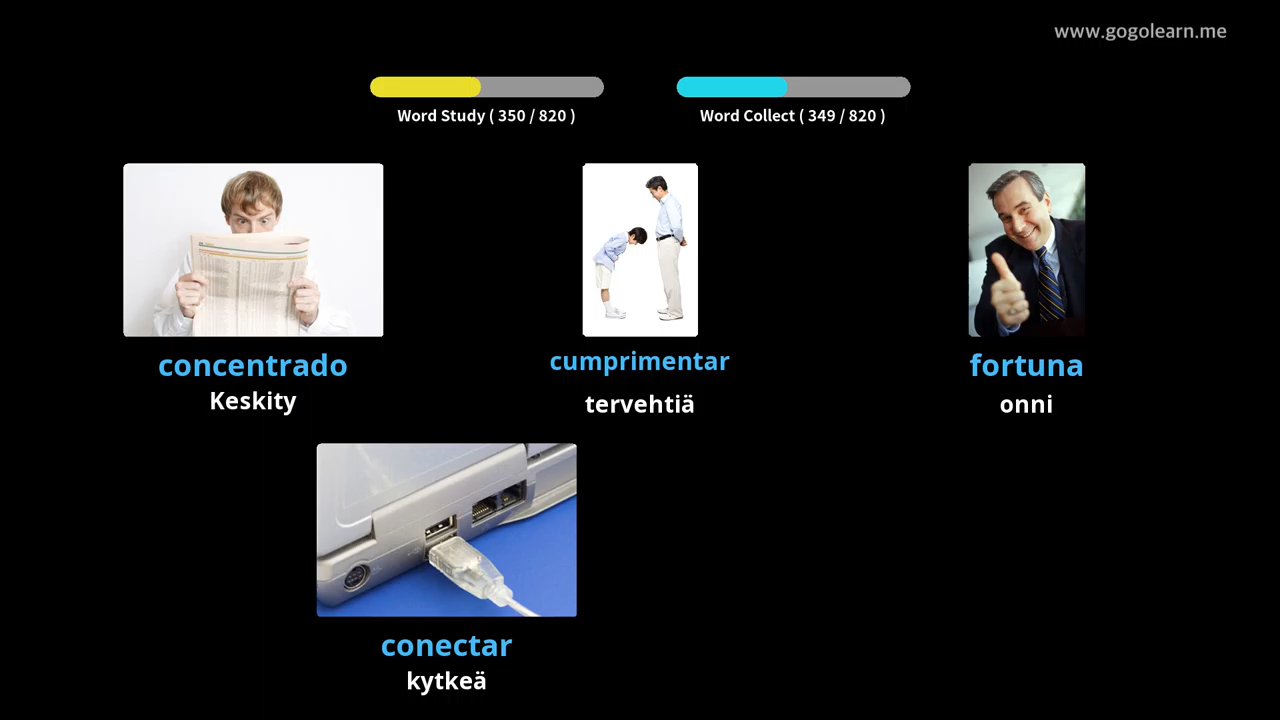 www.gogolearn.me
Word Study ( 350 / 820 )
Word Collect ( 349 / 820 )
concentrado
Keskity
cumprimentar
tervehtiä
fortuna
onni
conectar
kytkeä